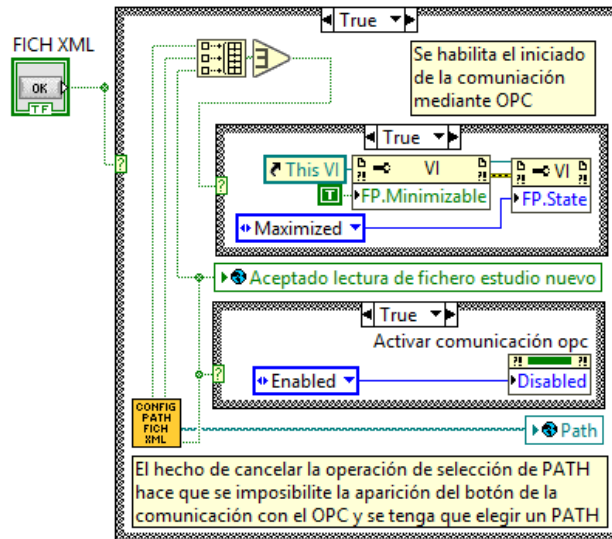 True
FICH XML
OK
TF
Se habilita el iniciado
de la comuniación
mediante OPC
True
This VI
VI
VI
T
FP.Minimizable
FP.State
Maximized
Aceptado lectura de fichero estudio nuevo
True
Activar comunicación opc
Enabled
Disabled
CONFIG
PATH
FICH
XML
Path
El hecho de cancelar la operación de selección de PATH
hace que se imposibilite la aparición del botón de la
comunicación con el OPC y se tenga que elegir un PATH